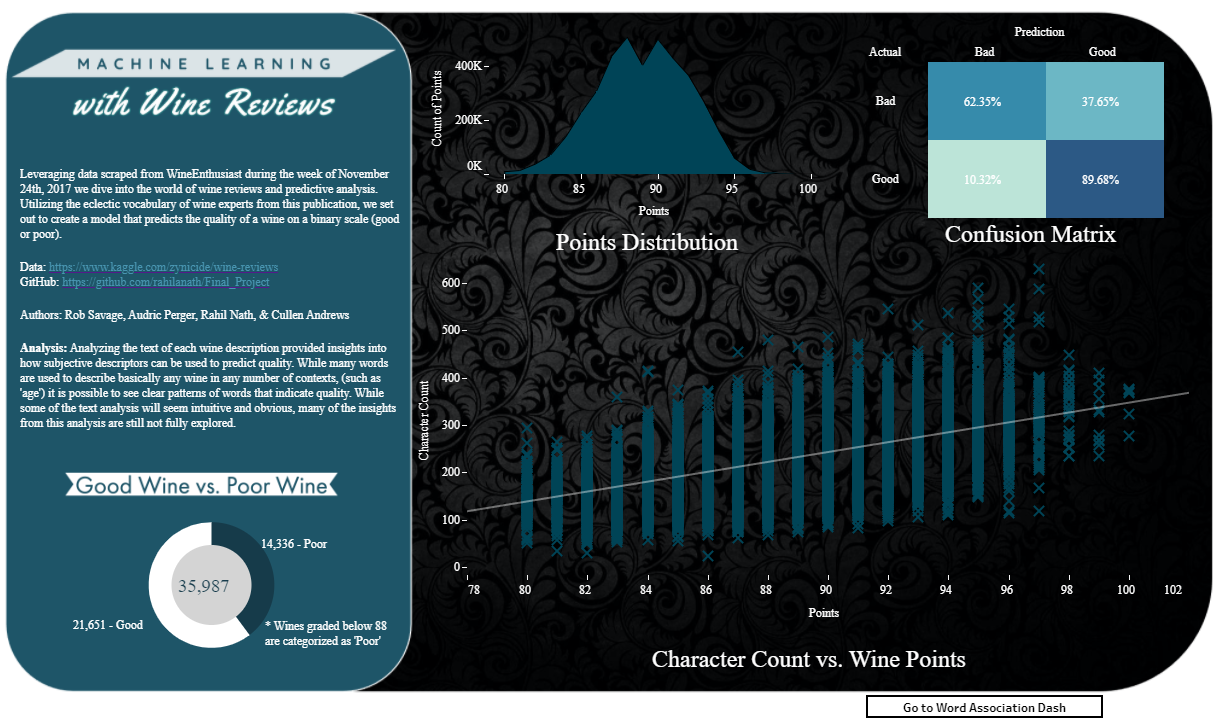 MACHINE LEARNING
with Wine Reviews
Leveraging data scraped from WineEnthusiast during the week of November
24th, 2017 we dive into the world of wine reviews and predictive analysis.
Utilizing the eclectic vocabulary of wine experts from this publication, we set
out to create a model that predicts the quality of a wine on a binary scale (good
or poor).
Data: https://www.kaggle.com/zynicide/wine-reviews
GitHub: https://github.com/rahilanath/Final_Project
Authors: Rob Savage, Audric Perger, Rahil Nath, & Cullen Andrews
Analysis: Analyzing the text of each wine description provided insights into
how subjective descriptors can be used to predict quality. While many words
are used to describe basically any wine in any number of contexts, (such as
'age') it is possible to see clear patterns of words that indicate quality. While
some of the text analysis will seem intuitive and obvious, many of the insights
from this analysis are still not fully explored.
Good Wine vs. Poor Wine
14,336 - Poor
35,987
21,651 - Good
* Wines graded below 88
are categorized as 'Poor'
Count of Points
400K
200K
0K
80 85 90 95 100
Points
Points Distribution
Prediction
Actual Bad Good
Bad 62.35% 37.65%
Good 10.32% 89.68%
Confusion Matrix
Character Count
600
500
400
300
200
100
0
78 80 82 84 86 88 90 92 94 96 98 100 102
Points
Character Count vs. Wine Points
Go to Word Association Dash